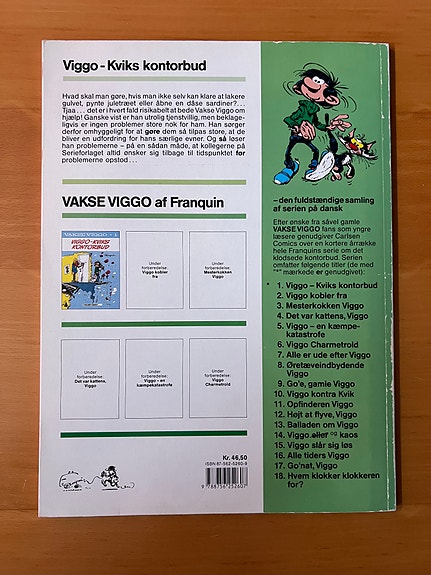 Viggo - Kviks kontorbud
Hvad skal man gøre, hvis man ikke selv kan klare at lakere
gulvet, pynte juletræet eller åbne en dåse sardiner?...
Tjaa ... det er i hvert fald risikabelt at bede Vakse Viggo om
hjælp! Ganske vist er han utrolig tjenstvillig, men beklage-
ligvis er ingen problemer store nok for ham. Han sørger
derfor omhyggeligt for at gøre dem så tilpas store, at de
bliver en udfordring for hans særlige evner. Og så løser
han problemerne – på en sådan måde, at kollegerne på
Serieforlaget altid ønsker sig tilbage til tidspunktet før
problemerne opstod...
VAKSE VIGGO af Franquin
VAKSE VIGGO • 1
VIGGO-KVIKS
KONTORBUD
Under
forberedelse:
Viggo kobler
fra
Under
forberedelse:
Mesterkokken
Viggo
Under
forberedelse:
Det var kattens,
Viggo
Under
forberedelse:
Viggo – en
kæmpekatastrofe
Under
forberedelse:
Viggo
Charmetrold
Kr. 46,50
ISBN 87-562-5260-9
9 788756 252607
– den fuldstændige samling
af serien på dansk
Efter ønske fra såvel gamle
VAKSE VIGGO fans som yngre
læsere genudgiver Carlsen
Comics over en kortere årrække
hele Franquins serie om det
klodsede kontorbud. Serien
omfatter følgende titler (de med
"*" mærkede er genudgivet):
* 1. Viggo – Kviks kontorbud
2. Viggo kobler fra
3. Mesterkokken Viggo
4. Det var kattens, Viggo
5. Viggo – en kæmpe-
katastrofe
6. Viggo Charmetrold
7. Alle er ude efter Viggo
8. Øretæveindbydende
Viggo
9. Go'e, gamle Viggo
10. Viggo kontra Kvik
11. Opfinderen Viggo
12. Højt at flyve, Viggo
13. Balladen om Viggo
14. Viggo eller og kaos
15. Viggo slår sig løs
16. Alle tiders Viggo
17. Go'nat, Viggo
18. Hvem klokker klokkeren
for?